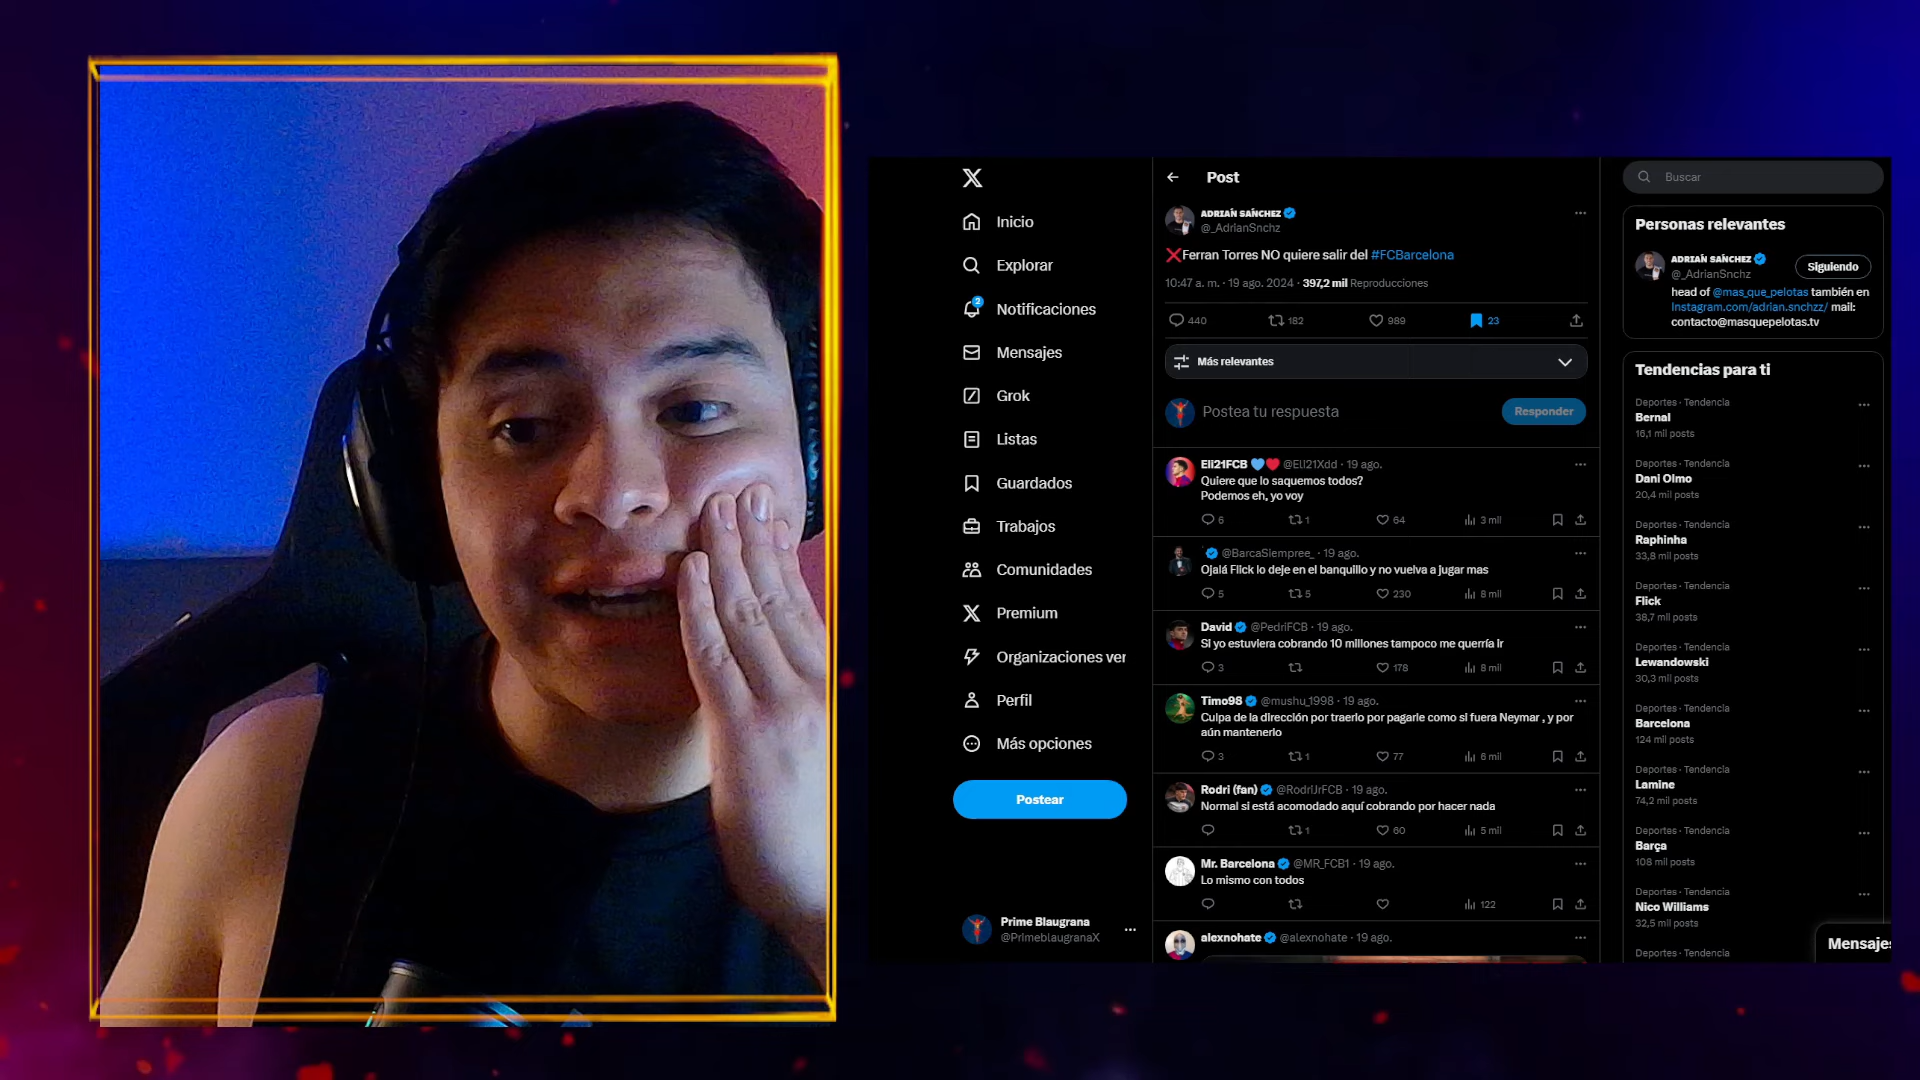 Inicio
Explorar
2
Notificaciones
Mensajes
Grok
Listas
Guardados
Trabajos
Comunidades
Premium
Organizaciones ver
Perfil
Más opciones
Postear
Prime Blaugrana
@PrimeblaugranaX
Post
ADRIAŃ SAŃCHEZ
@_AdrianSnchz
❌Ferran Torres NO quiere salir del #FCBarcelona
10:47 a. m. · 19 ago. 2024 · 397,2 mil Reproducciones
440 182 989 23
Más relevantes
Postea tu respuesta
Responder
Eli21FCB 🩵❤️ @ELI21Xdd · 19 ago.
Quiere que lo saquemos todos?
Podemos eh, yo voy
6 1 64 3 mil
@BarcaSiempree_ · 19 ago.
Ojalá Flick lo deje en el banquillo y no vuelva a jugar mas
5 5 230 8 mil
David @PedriFCB · 19 ago.
Si yo estuviera cobrando 10 millones tampoco me querría ir
3 178 8 mil
Timo98 @mushu_1998 · 19 ago.
Culpa de la dirección por traerlo por pagarle como si fuera Neymar , y por
aún mantenerlo
3 1 77 6 mil
Rodri (fan) @RodriJrFCB · 19 ago.
Normal si está acomodado aquí cobrando por hacer nada
1 60 5 mil
Mr. Barcelona @MR_FCB1 · 19 ago.
Lo mismo con todos
122
alexnohate @alexnohate · 19 ago.
Buscar
Personas relevantes
ADRIAŃ SAŃCHEZ
@_AdrianSnchz
Siguiendo
head of @mas_que_pelotas también en
Instagram.com/adrian.snchzz/ mail:
contacto@masquepelotas.tv
Tendencias para ti
Deportes · Tendencia
Bernal
16,1 mil posts
Deportes · Tendencia
Dani Olmo
20,4 mil posts
Deportes · Tendencia
Raphinha
33,8 mil posts
Deportes · Tendencia
Flick
38,7 mil posts
Deportes · Tendencia
Lewandowski
30,3 mil posts
Deportes · Tendencia
Barcelona
124 mil posts
Deportes · Tendencia
Lamine
74,2 mil posts
Deportes · Tendencia
Barça
108 mil posts
Deportes · Tendencia
Nico Williams
32,5 mil posts
Deportes · Tendencia
Mensajes